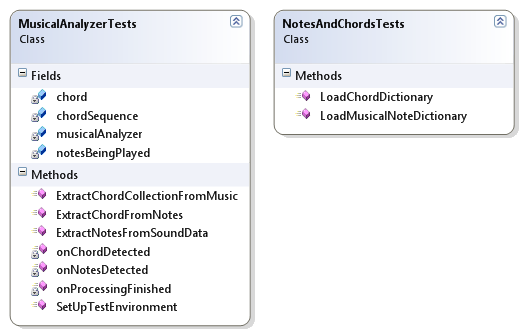 MusicalAnalyzerTests
Class
Fields
chord
chordSequence
musicalAnalyzer
notesBeingPlayed
Methods
ExtractChordCollectionFromMusic
ExtractChordFromNotes
ExtractNotesFromSoundData
onChordDetected
onNotesDetected
onProcessingFinished
SetUpTestEnvironment
NotesAndChordsTests
Class
Methods
LoadChordDictionary
LoadMusicalNoteDictionary